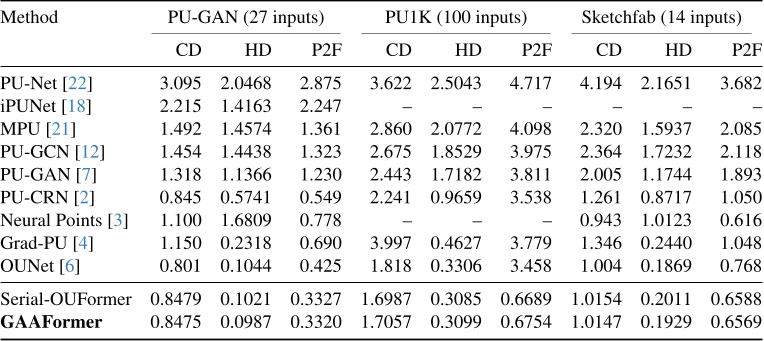 Method PU-GAN (27 inputs) PU1K (100 inputs) Sketchfab (14 inputs)
CD HD P2F CD HD P2F CD HD P2F
PU-Net [22] 3.095 2.0468 2.875 3.622 2.5043 4.717 4.194 2.1651 3.682
iPUNet [18] 2.215 1.4163 2.247 – – – – – –
MPU [21] 1.492 1.4574 1.361 2.860 2.0772 4.098 2.320 1.5937 2.085
PU-GCN [12] 1.454 1.4438 1.323 2.675 1.8529 3.975 2.364 1.7232 2.118
PU-GAN [7] 1.318 1.1366 1.230 2.443 1.7182 3.811 2.005 1.1744 1.893
PU-CRN [2] 0.845 0.5741 0.549 2.241 0.9659 3.538 1.261 0.8717 1.050
Neural Points [3] 1.100 1.6809 0.778 – – – 0.943 1.0123 0.616
Grad-PU [4] 1.150 0.2318 0.690 3.997 0.4627 3.779 1.346 0.2440 1.048
OUNet [6] 0.801 0.1044 0.425 1.818 0.3306 3.458 1.004 0.1869 0.768
Serial-OUFormer 0.8479 0.1021 0.3327 1.6987 0.3085 0.6689 1.0154 0.2011 0.6588
GAAFormer 0.8475 0.0987 0.3320 1.7057 0.3099 0.6754 1.0147 0.1929 0.6569